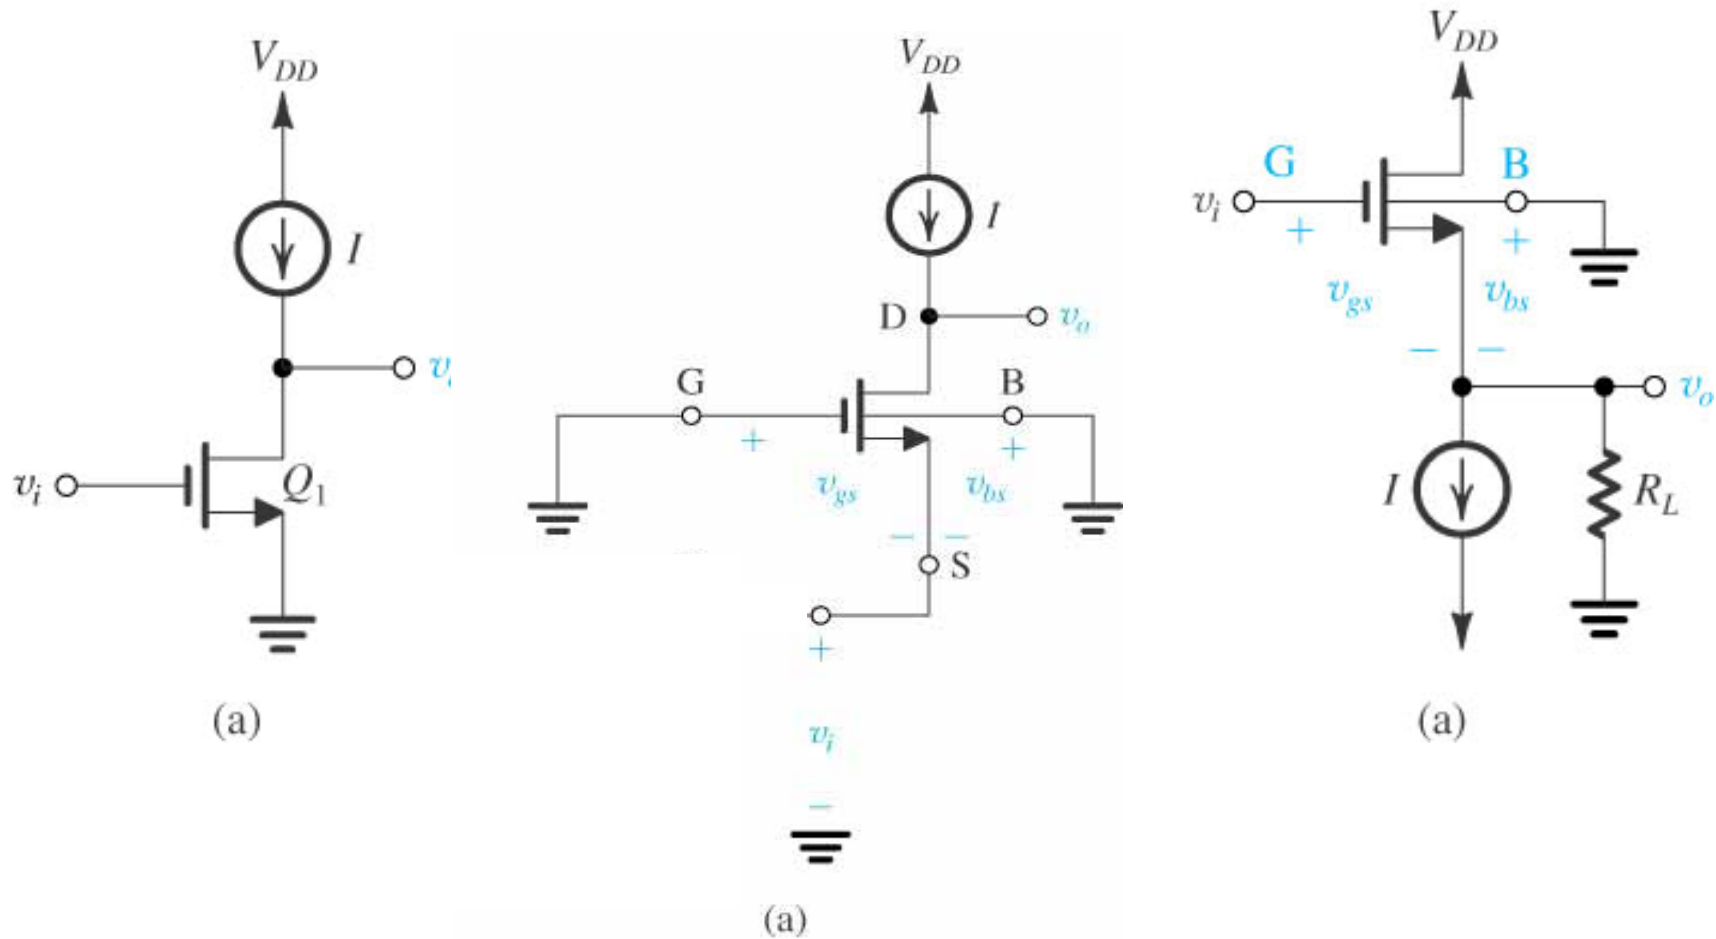 V_DD
I
v
v_i
Q_1
(a)
V_DD
I
D
v_o
G
B
+
+
v_gs
v_bs
− −
S
+
v_i
−
(a)
V_DD
G
B
v_i
+
+
v_gs
v_bs
− −
v_o
I
R_L
(a)